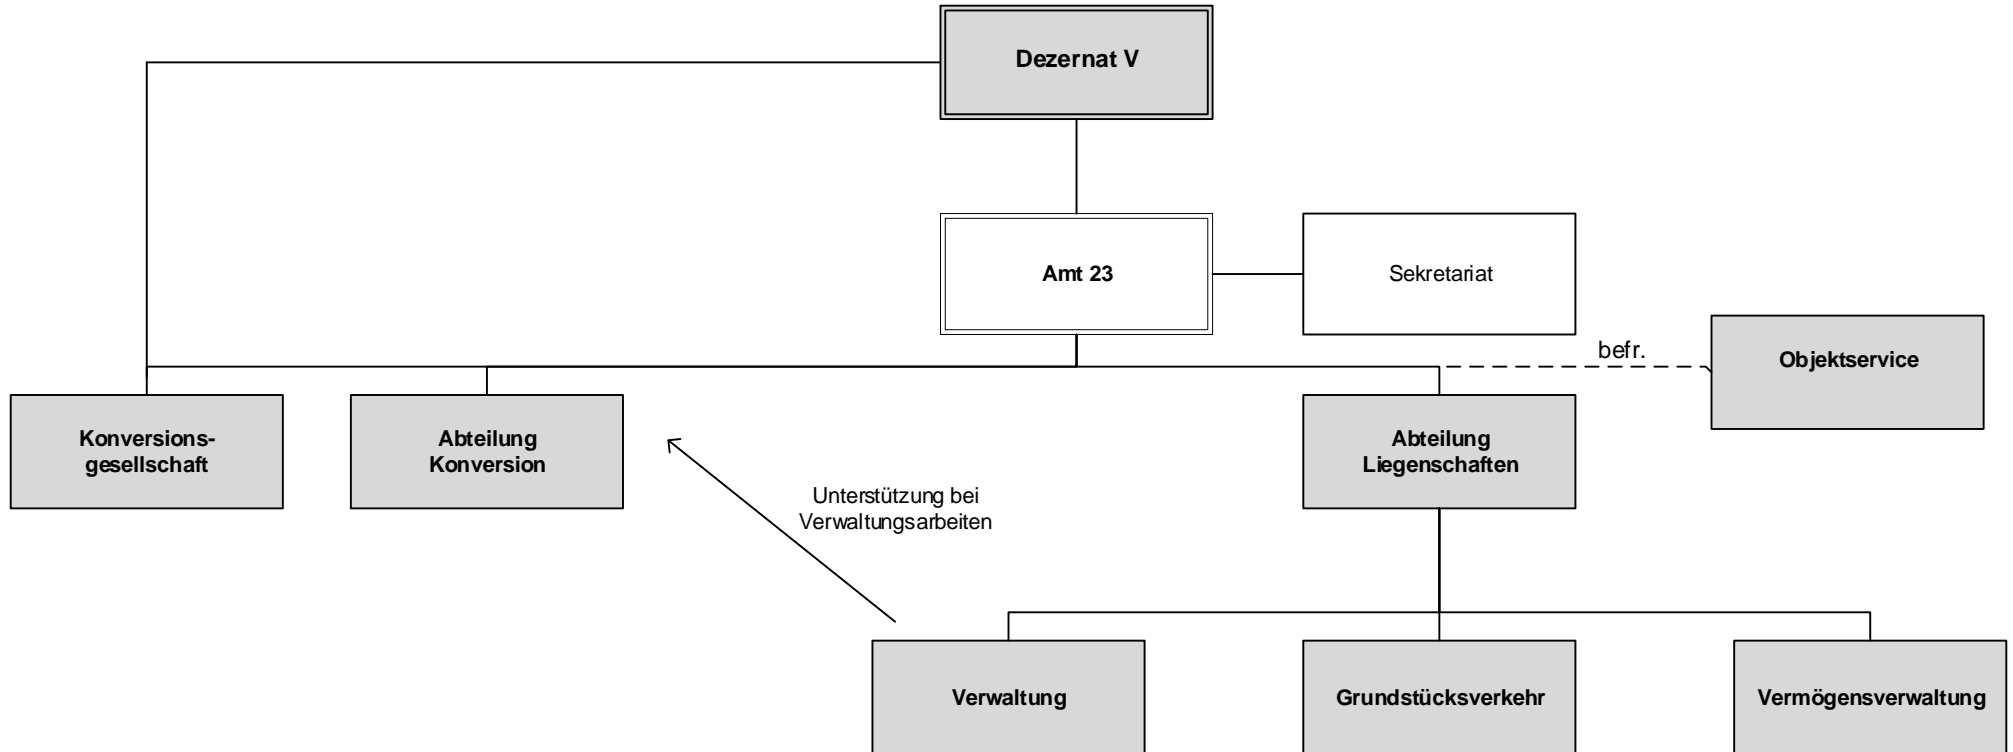 Dezernat V
Amt 23
Sekretariat
befr.
Objektservice
Konversions-
gesellschaft
Abteilung
Konversion
Abteilung
Liegenschaften
Unterstützung bei
Verwaltungsarbeiten
Verwaltung
Grundstücksverkehr
Vermögensverwaltung